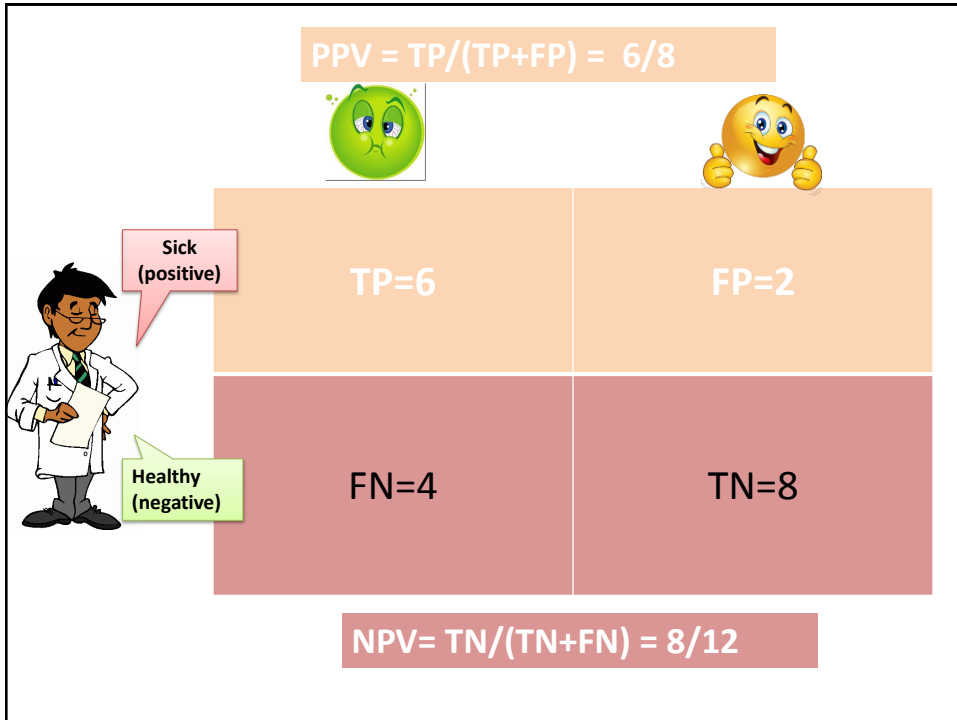 PPV = TP/(TP+FP) =  6/8
Sick
(positive)
TP=6
FP=2
Healthy
(negative)
FN=4
TN=8
NPV= TN/(TN+FN) = 8/12